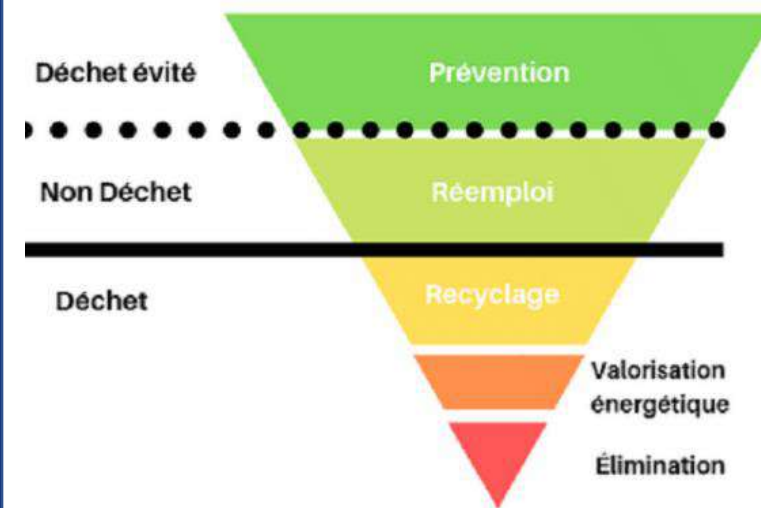 Déchet évité
Prévention
Non Déchet
Réemploi
Déchet
Recyclage
Valorisation
énergétique
Élimination